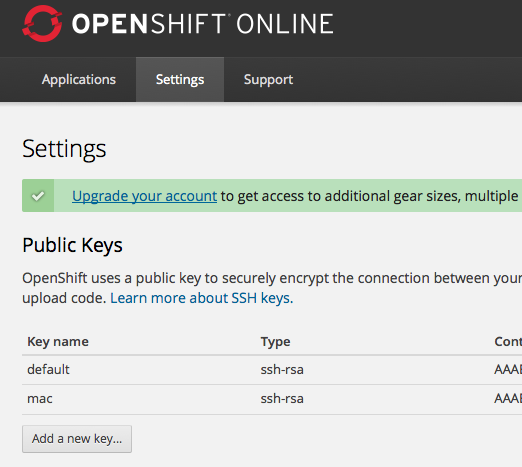 OPENSHIFT ONLINE
Applications Settings Support
Settings
Upgrade your account to get access to additional gear sizes, multiple
Public Keys
OpenShift uses a public key to securely encrypt the connection between your
upload code. Learn more about SSH keys.
Key name Type Cont
default ssh-rsa AAAE
mac ssh-rsa AAAE
Add a new key...